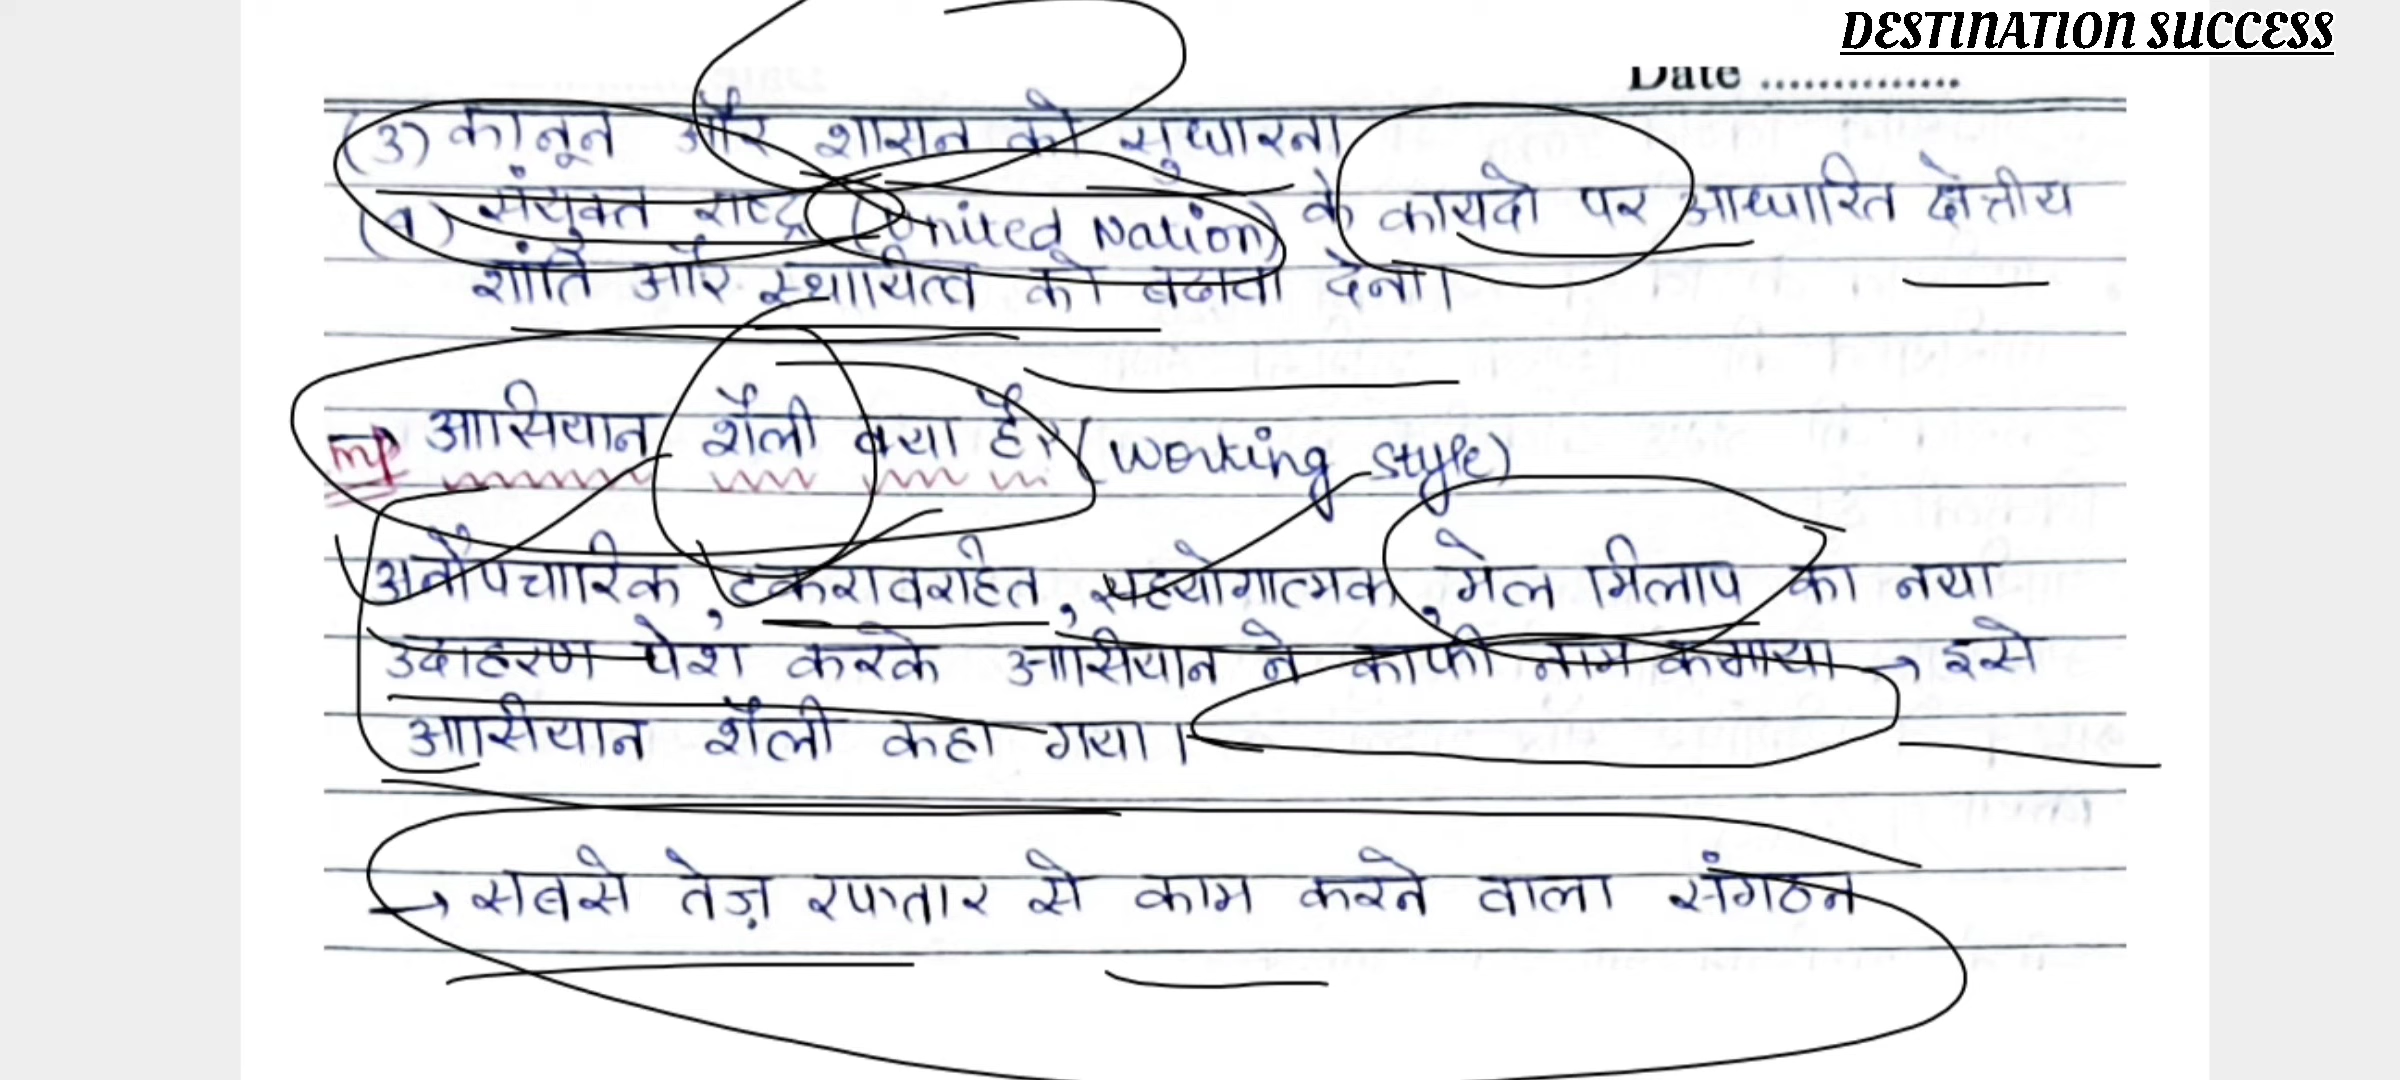 DESTINATION SUCCESS
Date ..............
(3) कानून और शासन को सुधारना
(4) संयुक्त राष्ट्र (United Nation) के कायदो पर आधारित क्षेत्रीय
शांति और स्थायित्व को बढावा देना।
Imp आसियान शैली क्या है? (Working Style)
अनौपचारिक, टकरावरहित, सहयोगात्मक, मेल मिलाप का नया
उदाहरण पेश करके आसियान ने काफी नाम कमाया → इसे
आसीयान शैली कहा गया।
→ सबसे तेज़ रफ्तार से काम करने वाला संगठन